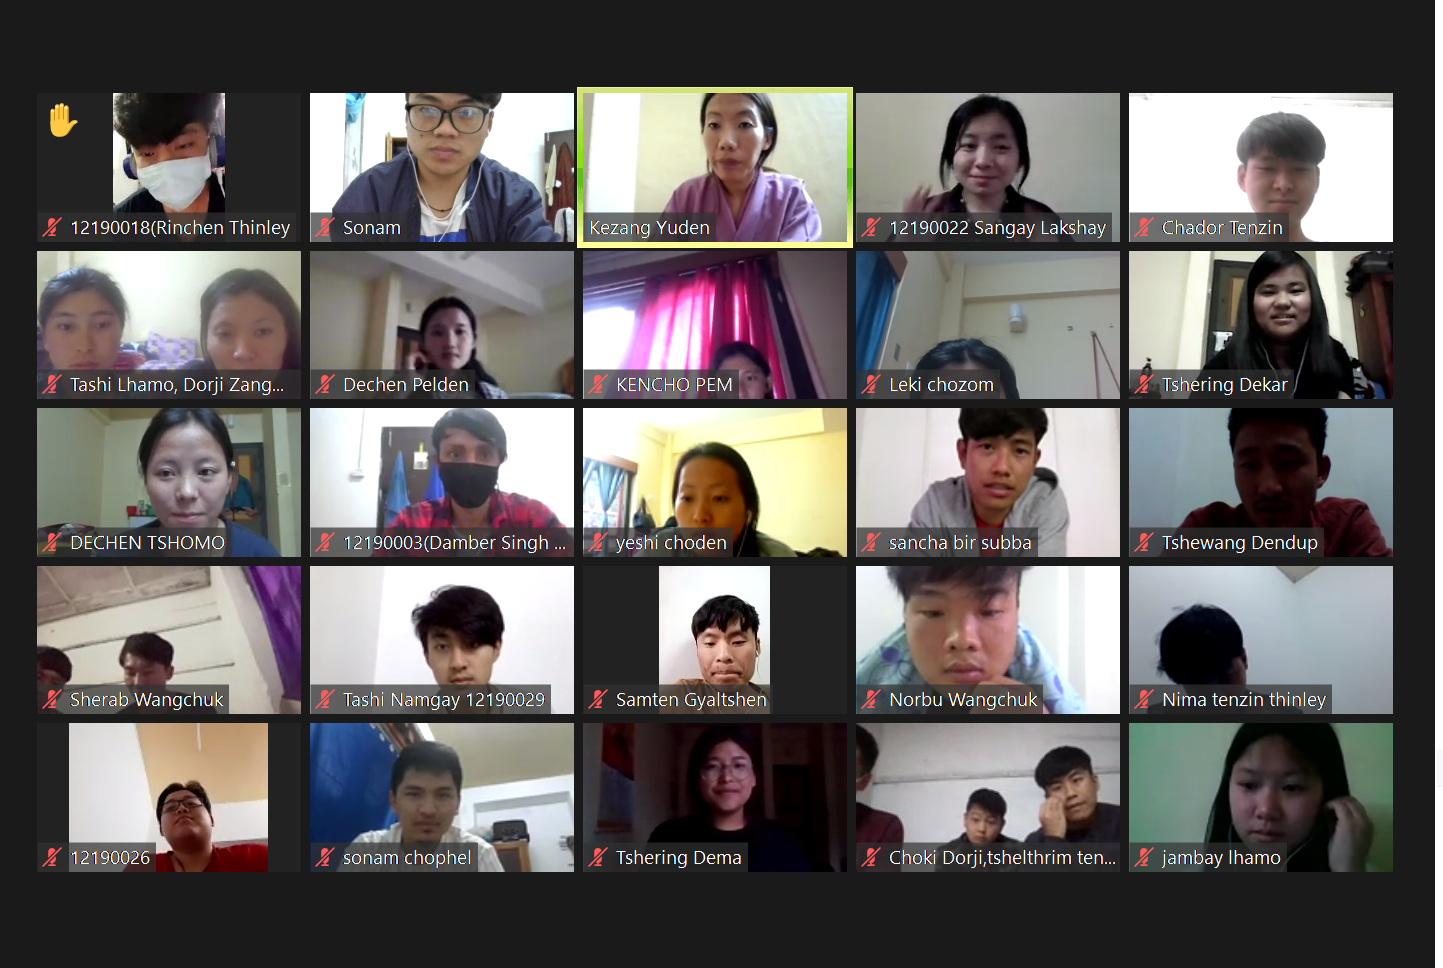 12190018(Rinchen Thinley
Sonam
Kezang Yuden
12190022 Sangay Lakshay
Chador Tenzin
Tashi Lhamo, Dorji Zang...
Dechen Pelden
KENCHO PEM
Leki chozom
Tshering Dekar
DECHEN TSHOMO
12190003(Damber Singh ...
yeshi choden
sancha bir subba
Tshewang Dendup
Sherab Wangchuk
Tashi Namgay 12190029
Samten Gyaltshen
Norbu Wangchuk
Nima tenzin thinley
12190026
sonam chophel
Tshering Dema
Choki Dorji,tshelthrim ten...
jambay lhamo